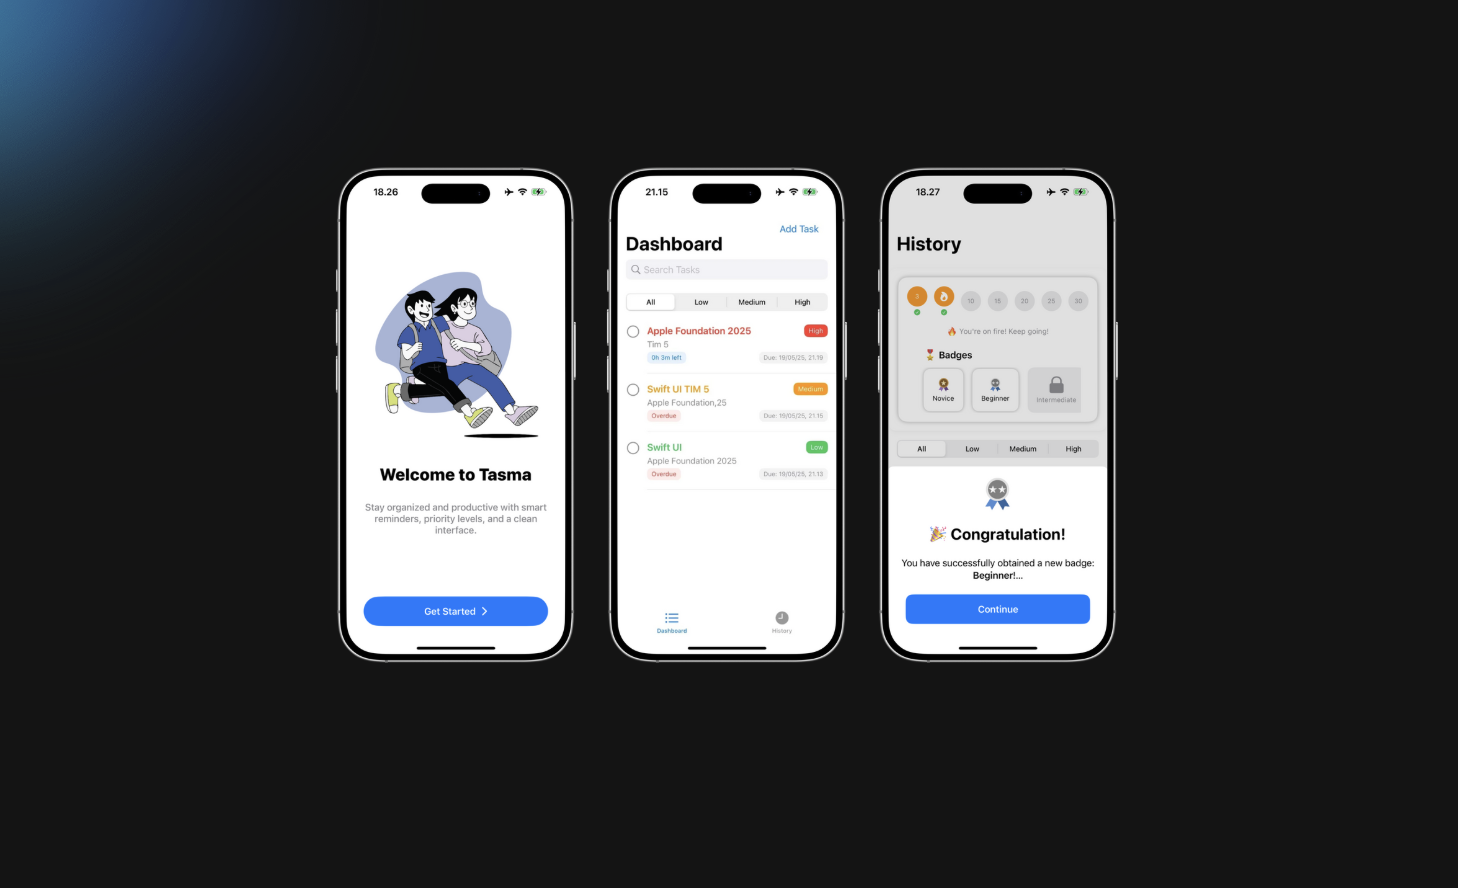 18.26
Welcome to Tasma
Stay organized and productive with smart
reminders, priority levels, and a clean
interface.
Get Started
21.15
Add Task
Dashboard
Search Tasks
All Low Medium High
Apple Foundation 2025 High
Tim 5
0h 3m left Due: 19/05/25, 21.19
Swift UI TIM 5 Medium
Apple Foundation,25
Overdue Due: 19/05/25, 21.15
Swift UI Low
Apple Foundation 2025
Overdue Due: 19/05/25, 21.13
Dashboard History
18.27
History
10 15 20 25 30
You're on fire! Keep going!
Badges
Novice Beginner Intermediate
All Low Medium High
Congratulation!
You have successfully obtained a new badge:
Beginner!...
Continue